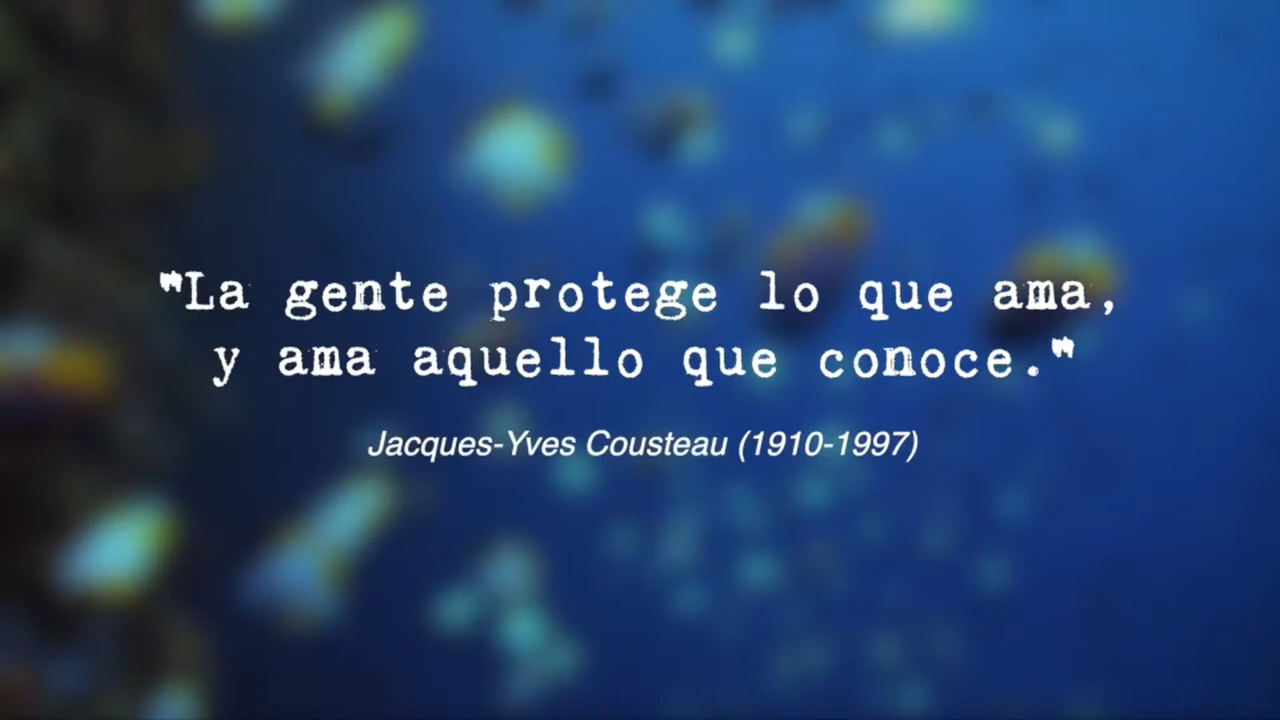 "La gente protege lo que ama,
y ama aquello que conoce."
Jacques-Yves Cousteau (1910-1997)